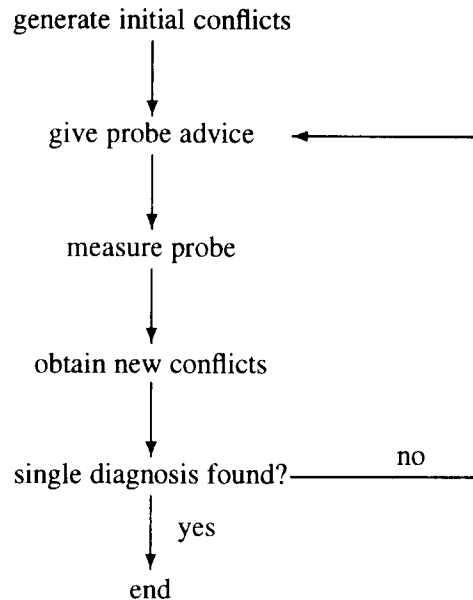 generate initial conflicts
give probe advice
measure probe
obtain new conflicts
single diagnosis found?
no
yes
end